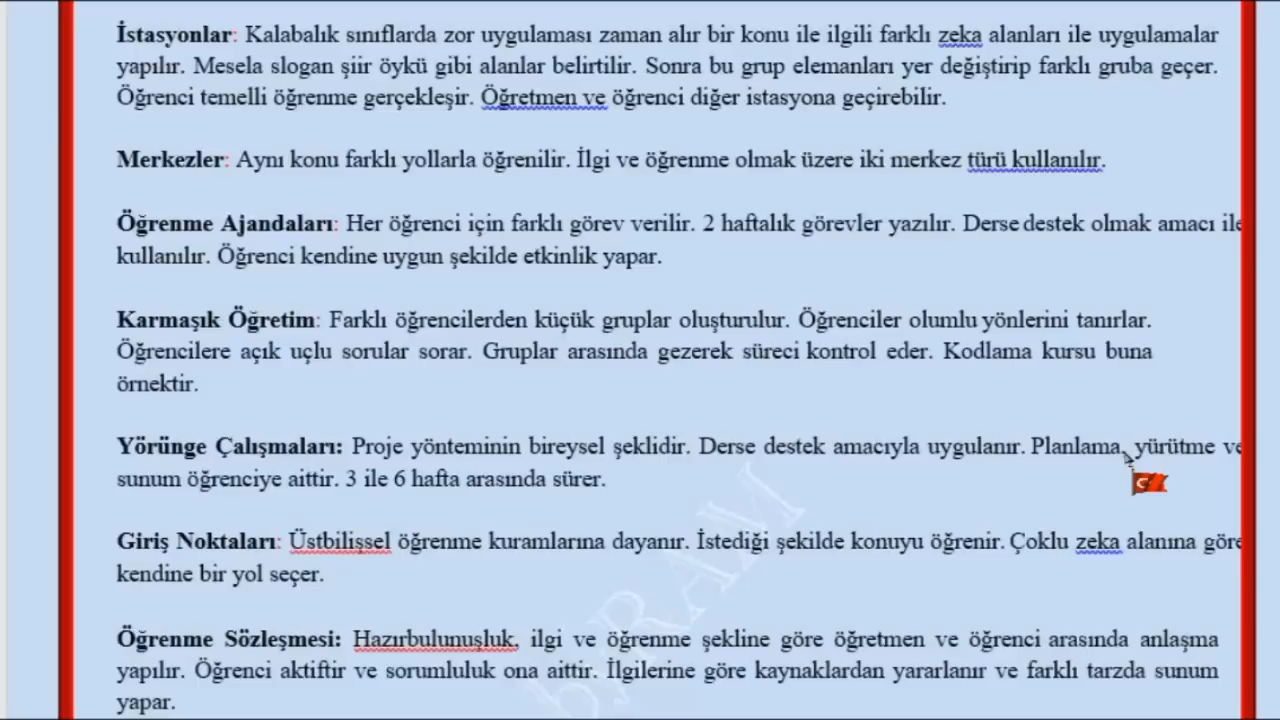 İstasyonlar: Kalabalık sınıflarda zor uygulaması zaman alır bir konu ile ilgili farklı zeka alanları ile uygulamalar
yapılır. Mesela slogan şiir öykü gibi alanlar belirtilir. Sonra bu grup elemanları yer değiştirip farklı gruba geçer.
Öğrenci temelli öğrenme gerçekleşir. Öğretmen ve öğrenci diğer istasyona geçirebilir.
Merkezler: Aynı konu farklı yollarla öğrenilir. İlgi ve öğrenme olmak üzere iki merkez türü kullanılır.
Öğrenme Ajandaları: Her öğrenci için farklı görev verilir. 2 haftalık görevler yazılır. Derse destek olmak amacı ile
kullanılır. Öğrenci kendine uygun şekilde etkinlik yapar.
Karmaşık Öğretim: Farklı öğrencilerden küçük gruplar oluşturulur. Öğrenciler olumlu yönlerini tanırlar.
Öğrencilere açık uçlu sorular sorar. Gruplar arasında gezerek süreci kontrol eder. Kodlama kursu buna
örnektir.
Yörünge Çalışmaları: Proje yönteminin bireysel şeklidir. Derse destek amacıyla uygulanır. Planlama, yürütme ve
sunum öğrenciye aittir. 3 ile 6 hafta arasında sürer.
Giriş Noktaları: Üstbilişsel öğrenme kuramlarına dayanır. İstediği şekilde konuyu öğrenir. Çoklu zeka alanına göre
kendine bir yol seçer.
Öğrenme Sözleşmesi: Hazırbulunuşluk, ilgi ve öğrenme şekline göre öğretmen ve öğrenci arasında anlaşma
yapılır. Öğrenci aktiftir ve sorumluluk ona aittir. İlgilerine göre kaynaklardan yararlanır ve farklı tarzda sunum
yapar.